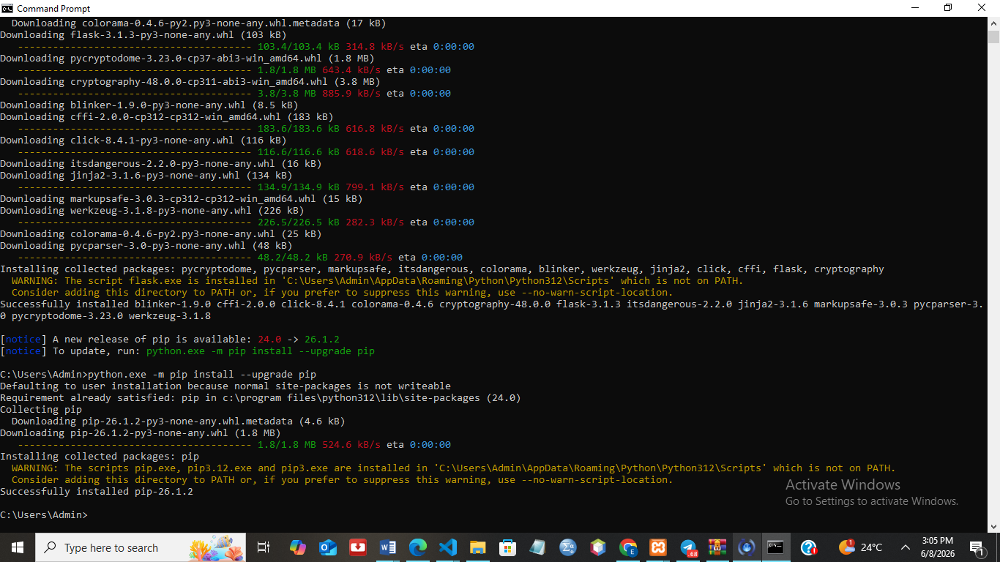 Command Prompt
Downloading colorama-0.4.6-py2.py3-none-any.whl.metadata (17 kB)
Downloading flask-3.1.3-py3-none-any.whl (103 kB)
---------------------------------------- 103.4/103.4 kB 314.8 kB/s eta 0:00:00
Downloading pycryptodome-3.23.0-cp37-abi3-win_amd64.whl (1.8 MB)
---------------------------------------- 1.8/1.8 MB 643.4 kB/s eta 0:00:00
Downloading cryptography-48.0.0-cp311-abi3-win_amd64.whl (3.8 MB)
---------------------------------------- 3.8/3.8 MB 885.9 kB/s eta 0:00:00
Downloading blinker-1.9.0-py3-none-any.whl (8.5 kB)
Downloading cffi-2.0.0-cp312-cp312-win_amd64.whl (183 kB)
---------------------------------------- 183.6/183.6 kB 616.8 kB/s eta 0:00:00
Downloading click-8.4.1-py3-none-any.whl (116 kB)
---------------------------------------- 116.6/116.6 kB 618.6 kB/s eta 0:00:00
Downloading itsdangerous-2.2.0-py3-none-any.whl (16 kB)
Downloading jinja2-3.1.6-py3-none-any.whl (134 kB)
---------------------------------------- 134.9/134.9 kB 799.1 kB/s eta 0:00:00
Downloading markupsafe-3.0.3-cp312-cp312-win_amd64.whl (15 kB)
Downloading werkzeug-3.1.8-py3-none-any.whl (226 kB)
---------------------------------------- 226.5/226.5 kB 282.3 kB/s eta 0:00:00
Downloading colorama-0.4.6-py2.py3-none-any.whl (25 kB)
Downloading pycparser-3.0-py3-none-any.whl (48 kB)
---------------------------------------- 48.2/48.2 kB 270.9 kB/s eta 0:00:00
Installing collected packages: pycryptodome, pycparser, markupsafe, itsdangerous, colorama, blinker, werkzeug, jinja2, click, cffi, flask, cryptography
WARNING: The script flask.exe is installed in 'C:\Users\Admin\AppData\Roaming\Python\Python312\Scripts' which is not on PATH.
Consider adding this directory to PATH or, if you prefer to suppress this warning, use --no-warn-script-location.
Successfully installed blinker-1.9.0 cffi-2.0.0 click-8.4.1 colorama-0.4.6 cryptography-48.0.0 flask-3.1.3 itsdangerous-2.2.0 jinja2-3.1.6 markupsafe-3.0.3 pycparser-3.
0 pycryptodome-3.23.0 werkzeug-3.1.8
[notice] A new release of pip is available: 24.0 -> 26.1.2
[notice] To update, run: python.exe -m pip install --upgrade pip
C:\Users\Admin>python.exe -m pip install --upgrade pip
Defaulting to user installation because normal site-packages is not writeable
Requirement already satisfied: pip in c:\program files\python312\lib\site-packages (24.0)
Collecting pip
Downloading pip-26.1.2-py3-none-any.whl.metadata (4.6 kB)
Downloading pip-26.1.2-py3-none-any.whl (1.8 MB)
---------------------------------------- 1.8/1.8 MB 524.6 kB/s eta 0:00:00
Installing collected packages: pip
WARNING: The scripts pip.exe, pip3.12.exe and pip3.exe are installed in 'C:\Users\Admin\AppData\Roaming\Python\Python312\Scripts' which is not on PATH.
Consider adding this directory to PATH or, if you prefer to suppress this warning, use --no-warn-script-location.
Successfully installed pip-26.1.2
C:\Users\Admin>
Activate Windows
Go to Settings to activate Windows.
Type here to search
.68
1
24°C
3:05 PM
6/8/2026
1